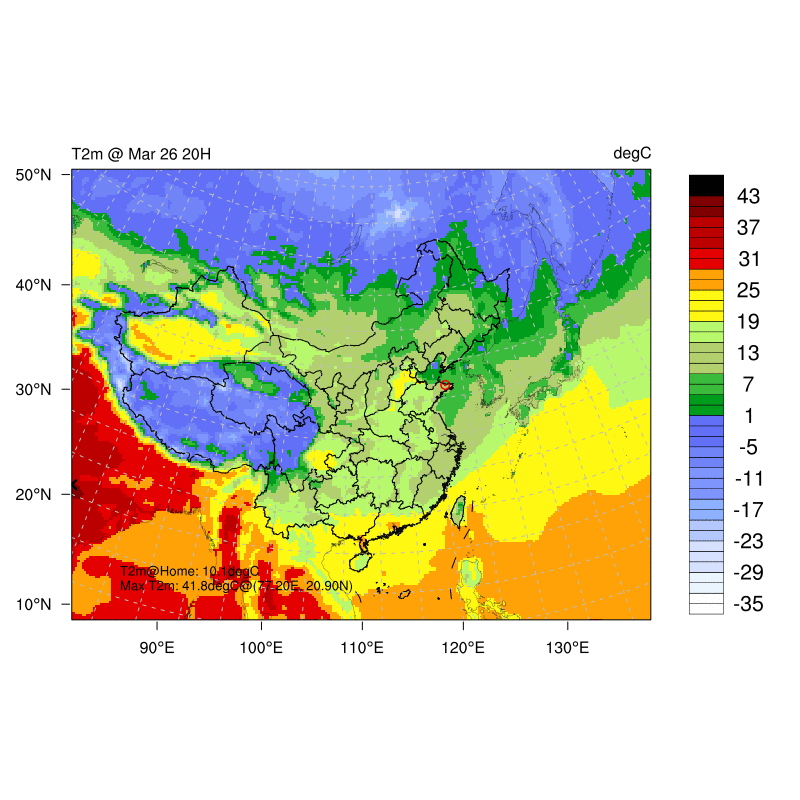 T2m @ Mar 26 20H
degC
50°N
40°N
30°N
20°N
10°N
90°E
100°E
110°E
120°E
130°E
T2m@Home: 10.1degC
Max T2m: 41.8degC@(77.20E, 20.90N)
43
37
31
25
19
13
7
1
-5
-11
-17
-23
-29
-35